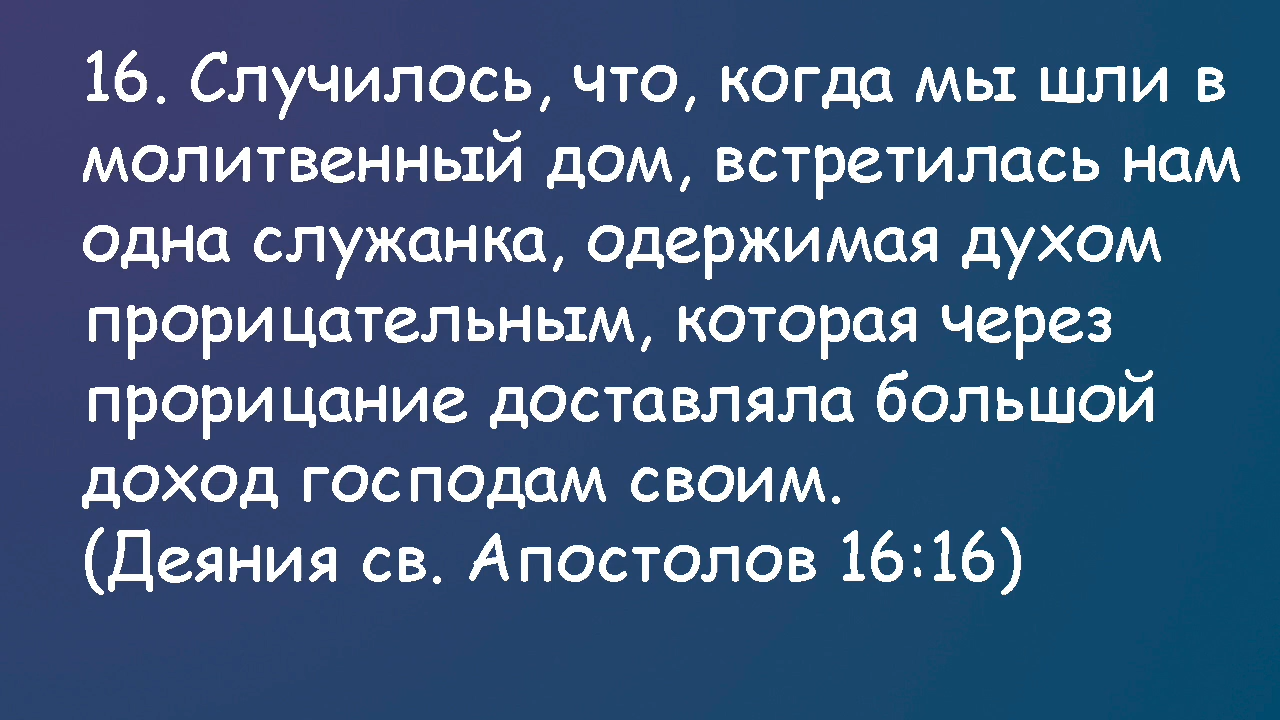 16. Случилось, что, когда мы шли в
молитвенный дом, встретилась нам
одна служанка, одержимая духом
прорицательным, которая через
прорицание доставляла большой
доход господам своим.
(Деяния св. Апостолов 16:16)